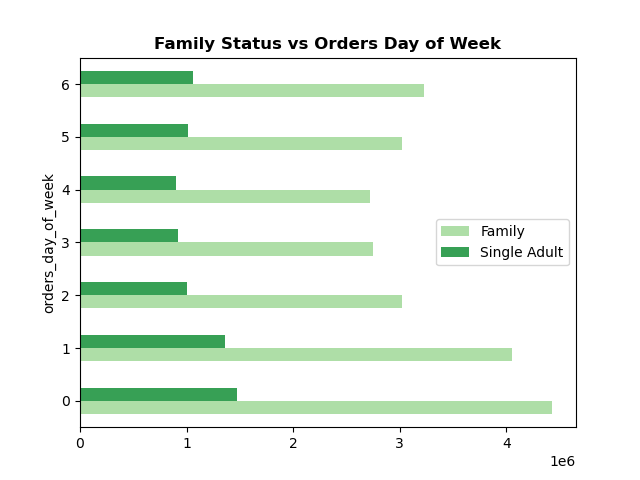 Family Status vs Orders Day of Week
orders_day_of_week
6
5
4
3
2
1
0
Family
Single Adult
0 1 2 3 4
1e6